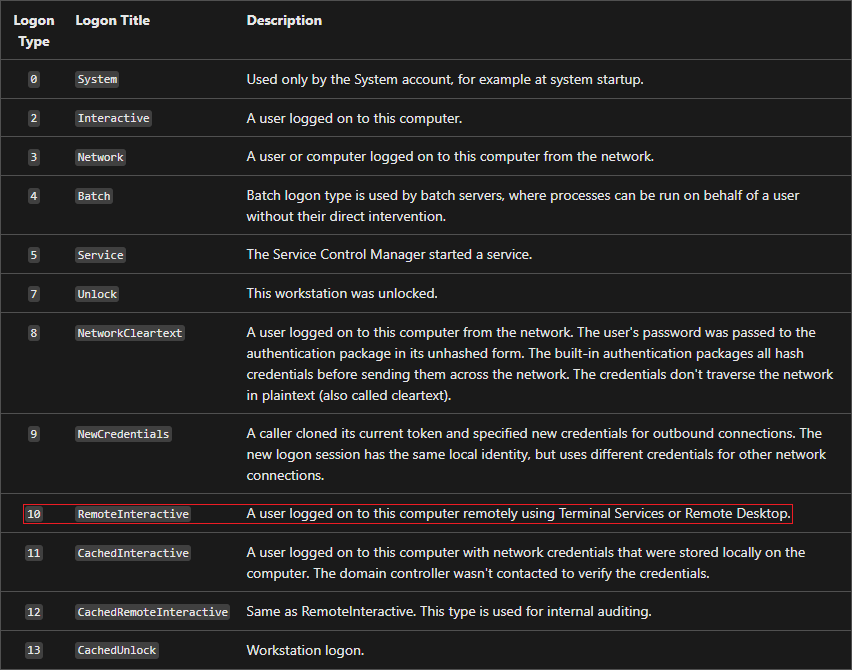 Logon Type Logon Title Description
0 System Used only by the System account, for example at system startup.
2 Interactive A user logged on to this computer.
3 Network A user or computer logged on to this computer from the network.
4 Batch Batch logon type is used by batch servers, where processes can be run on behalf of a user
without their direct intervention.
5 Service The Service Control Manager started a service.
7 Unlock This workstation was unlocked.
8 NetworkCleartext A user logged on to this computer from the network. The user's password was passed to the
authentication package in its unhashed form. The built-in authentication packages all hash
credentials before sending them across the network. The credentials don't traverse the network
in plaintext (also called cleartext).
9 NewCredentials A caller cloned its current token and specified new credentials for outbound connections. The
new logon session has the same local identity, but uses different credentials for other network
connections.
10 RemoteInteractive A user logged on to this computer remotely using Terminal Services or Remote Desktop.
11 CachedInteractive A user logged on to this computer with network credentials that were stored locally on the
computer. The domain controller wasn't contacted to verify the credentials.
12 CachedRemoteInteractive Same as RemoteInteractive. This type is used for internal auditing.
13 CachedUnlock Workstation logon.